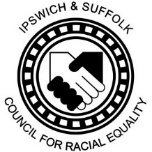 IPSWICH & SUFFOLK
COUNCIL FOR RACIAL EQUALITY